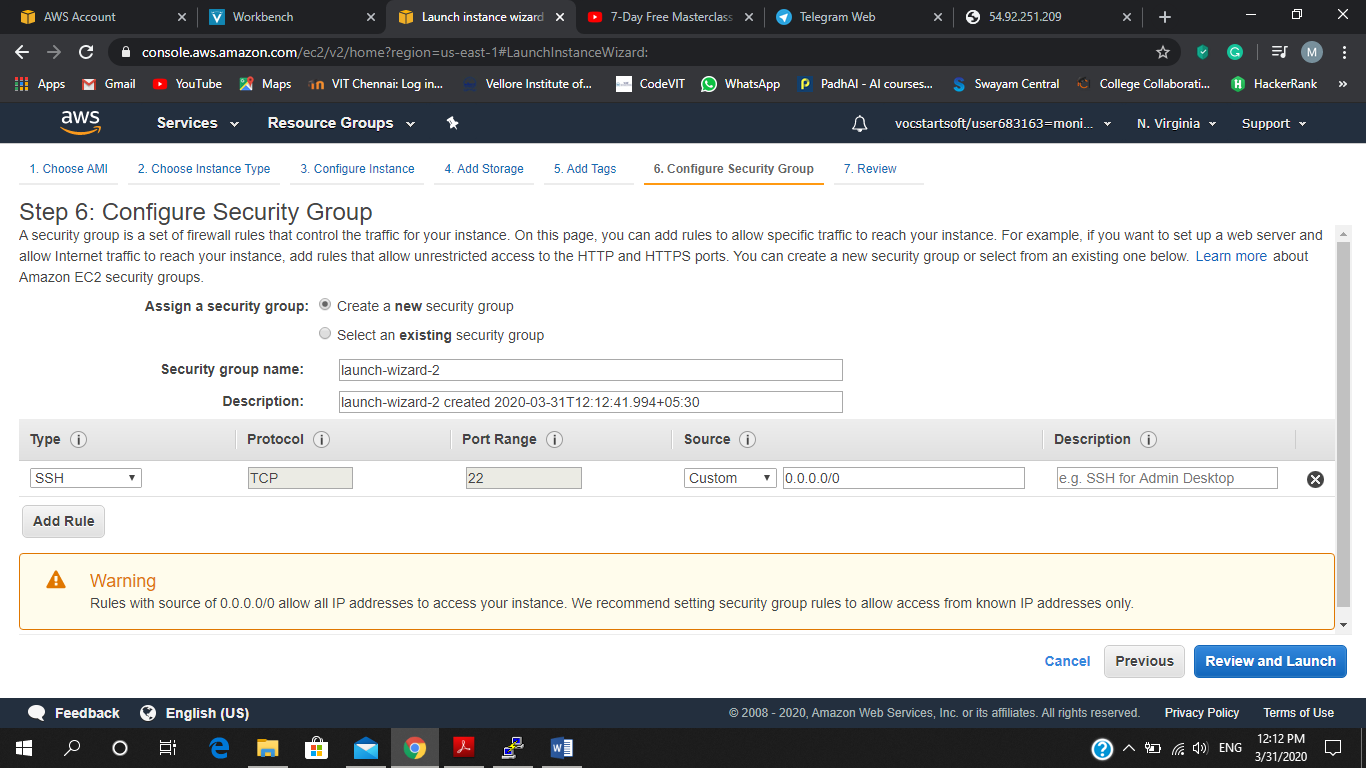 AWS Account
Workbench
Launch instance wizard
7-Day Free Masterclass
Telegram Web
54.92.251.209
console.aws.amazon.com/ec2/v2/home?region=us-east-1#LaunchInstanceWizard:
M
Apps
Gmail
YouTube
Maps
VIT Chennai: Log in...
Vellore Institute of...
CodeVIT
WhatsApp
PadhAI - AI courses...
Swayam Central
College Collaborati...
HackerRank
»
aws
Services
Resource Groups
vocstartsoft/user683163=moni...
N. Virginia
Support
1. Choose AMI
2. Choose Instance Type
3. Configure Instance
4. Add Storage
5. Add Tags
6. Configure Security Group
7. Review
Step 6: Configure Security Group
A security group is a set of firewall rules that control the traffic for your instance. On this page, you can add rules to allow specific traffic to reach your instance. For example, if you want to set up a web server and
allow Internet traffic to reach your instance, add rules that allow unrestricted access to the HTTP and HTTPS ports. You can create a new security group or select from an existing one below. Learn more about
Amazon EC2 security groups.
Assign a security group: Create a new security group
Select an existing security group
Security group name: launch-wizard-2
Description: launch-wizard-2 created 2020-03-31T12:12:41.994+05:30
Type i Protocol i Port Range i Source i Description i
SSH TCP 22 Custom 0.0.0.0/0 e.g. SSH for Admin Desktop
Add Rule
Warning
Rules with source of 0.0.0.0/0 allow all IP addresses to access your instance. We recommend setting security group rules to allow access from known IP addresses only.
Cancel Previous Review and Launch
Feedback English (US) © 2008 - 2020, Amazon Web Services, Inc. or its affiliates. All rights reserved. Privacy Policy Terms of Use
ENG
12:12 PM
3/31/2020